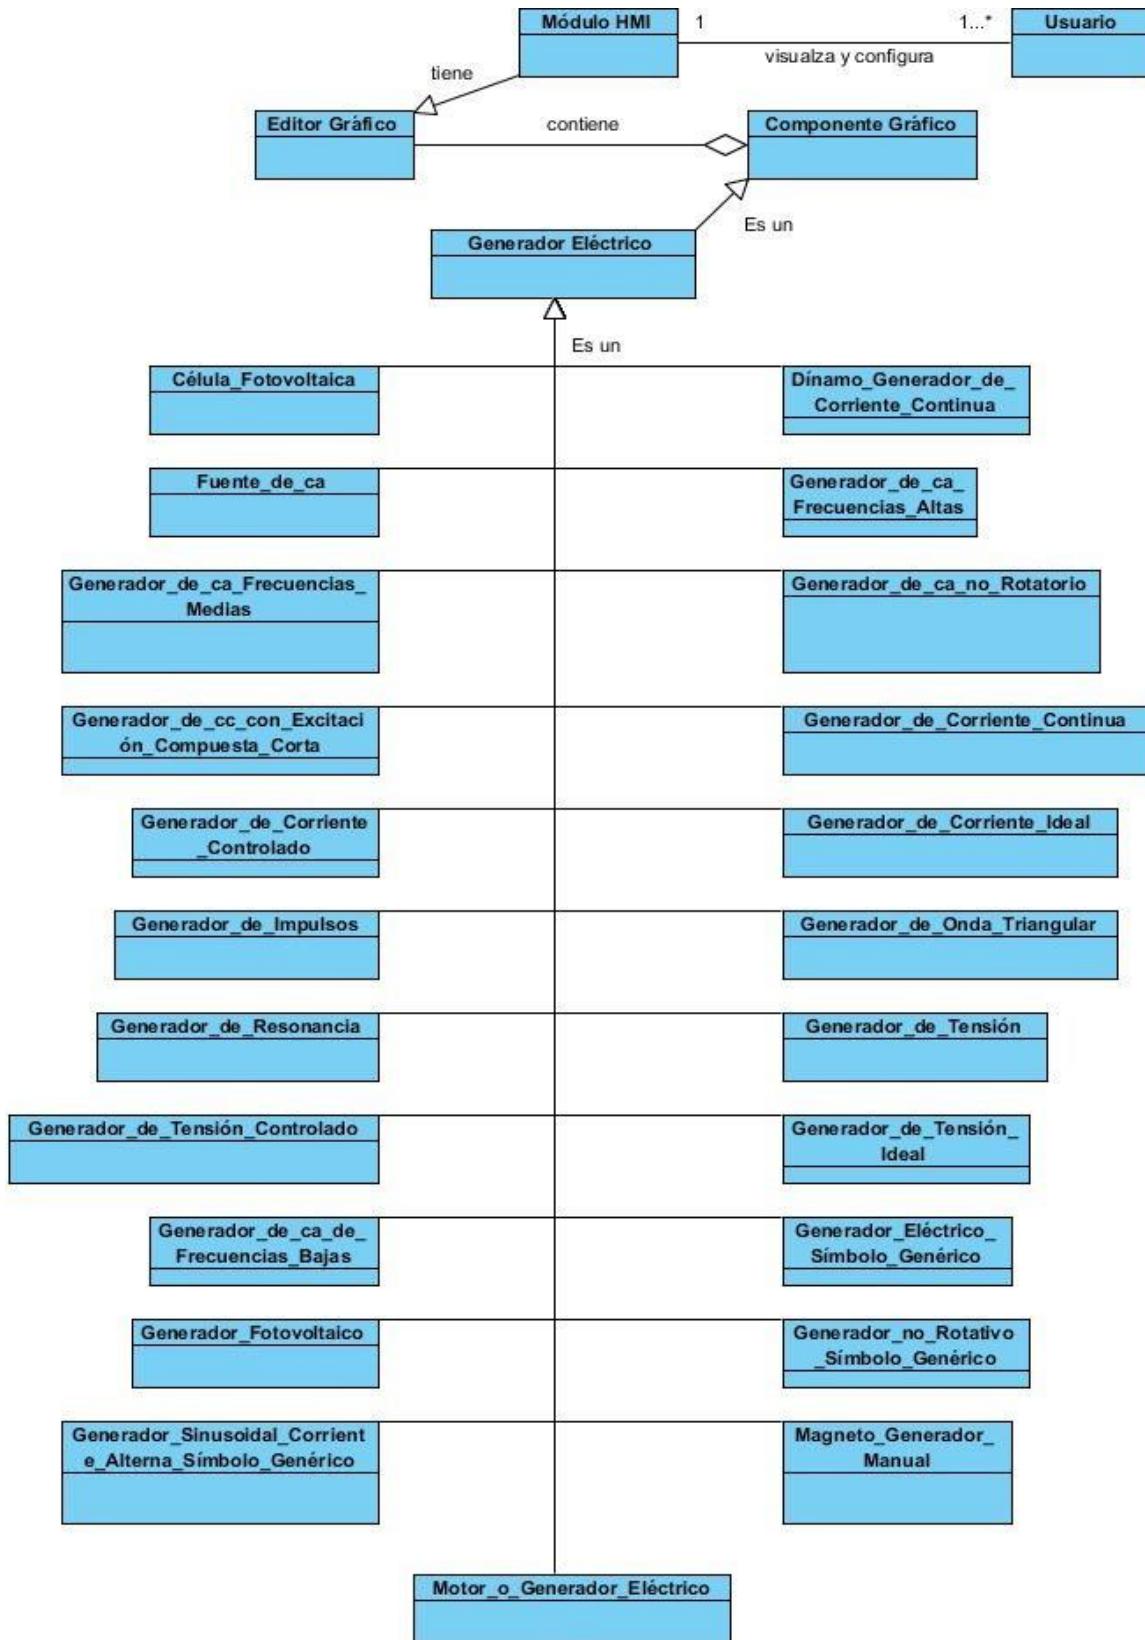 Módulo HMI
1
1...*
Usuario
visualza y configura
tiene
Editor Gráfico
contiene
Componente Gráfico
Es un
Generador Eléctrico
Es un
Célula_Fotovoltaica
Dínamo_Generador_de_
Corriente_Continua
Fuente_de_ca
Generador_de_ca_
Frecuencias_Altas
Generador_de_ca_Frecuencias_
Medias
Generador_de_ca_no_Rotatorio
Generador_de_cc_con_Excitaci
ón_Compuesta_Corta
Generador_de_Corriente_Continua
Generador_de_Corriente
_Controlado
Generador_de_Corriente_Ideal
Generador_de_Impulsos
Generador_de_Onda_Triangular
Generador_de_Resonancia
Generador_de_Tensión
Generador_de_Tensión_Controlado
Generador_de_Tensión_
Ideal
Generador_de_ca_de_
Frecuencias_Bajas
Generador_Eléctrico_
Símbolo_Genérico
Generador_Fotovoltaico
Generador_no_Rotativo
_Símbolo_Genérico
Generador_Sinusoidal_Corrient
e_Alterna_Símbolo_Genérico
Magneto_Generador_
Manual
Motor_o_Generador_Eléctrico